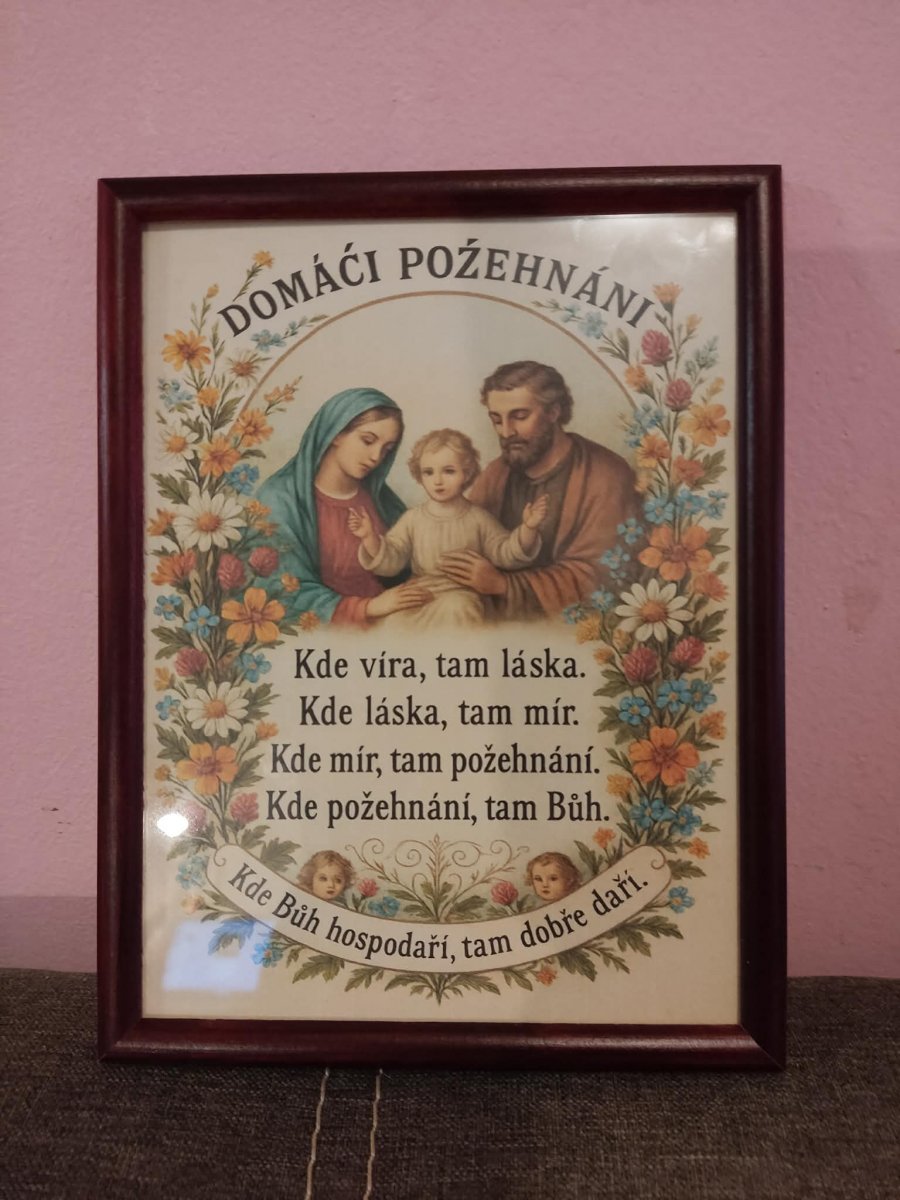 DOMÁĆI POŹEHNÁNI
Kde víra, tam láska.
Kde láska, tam mír.
Kde mír, tam požehnání.
Kde požehnání, tam Bůh.
Kde Bůh hospodaří, tam dobře daří.